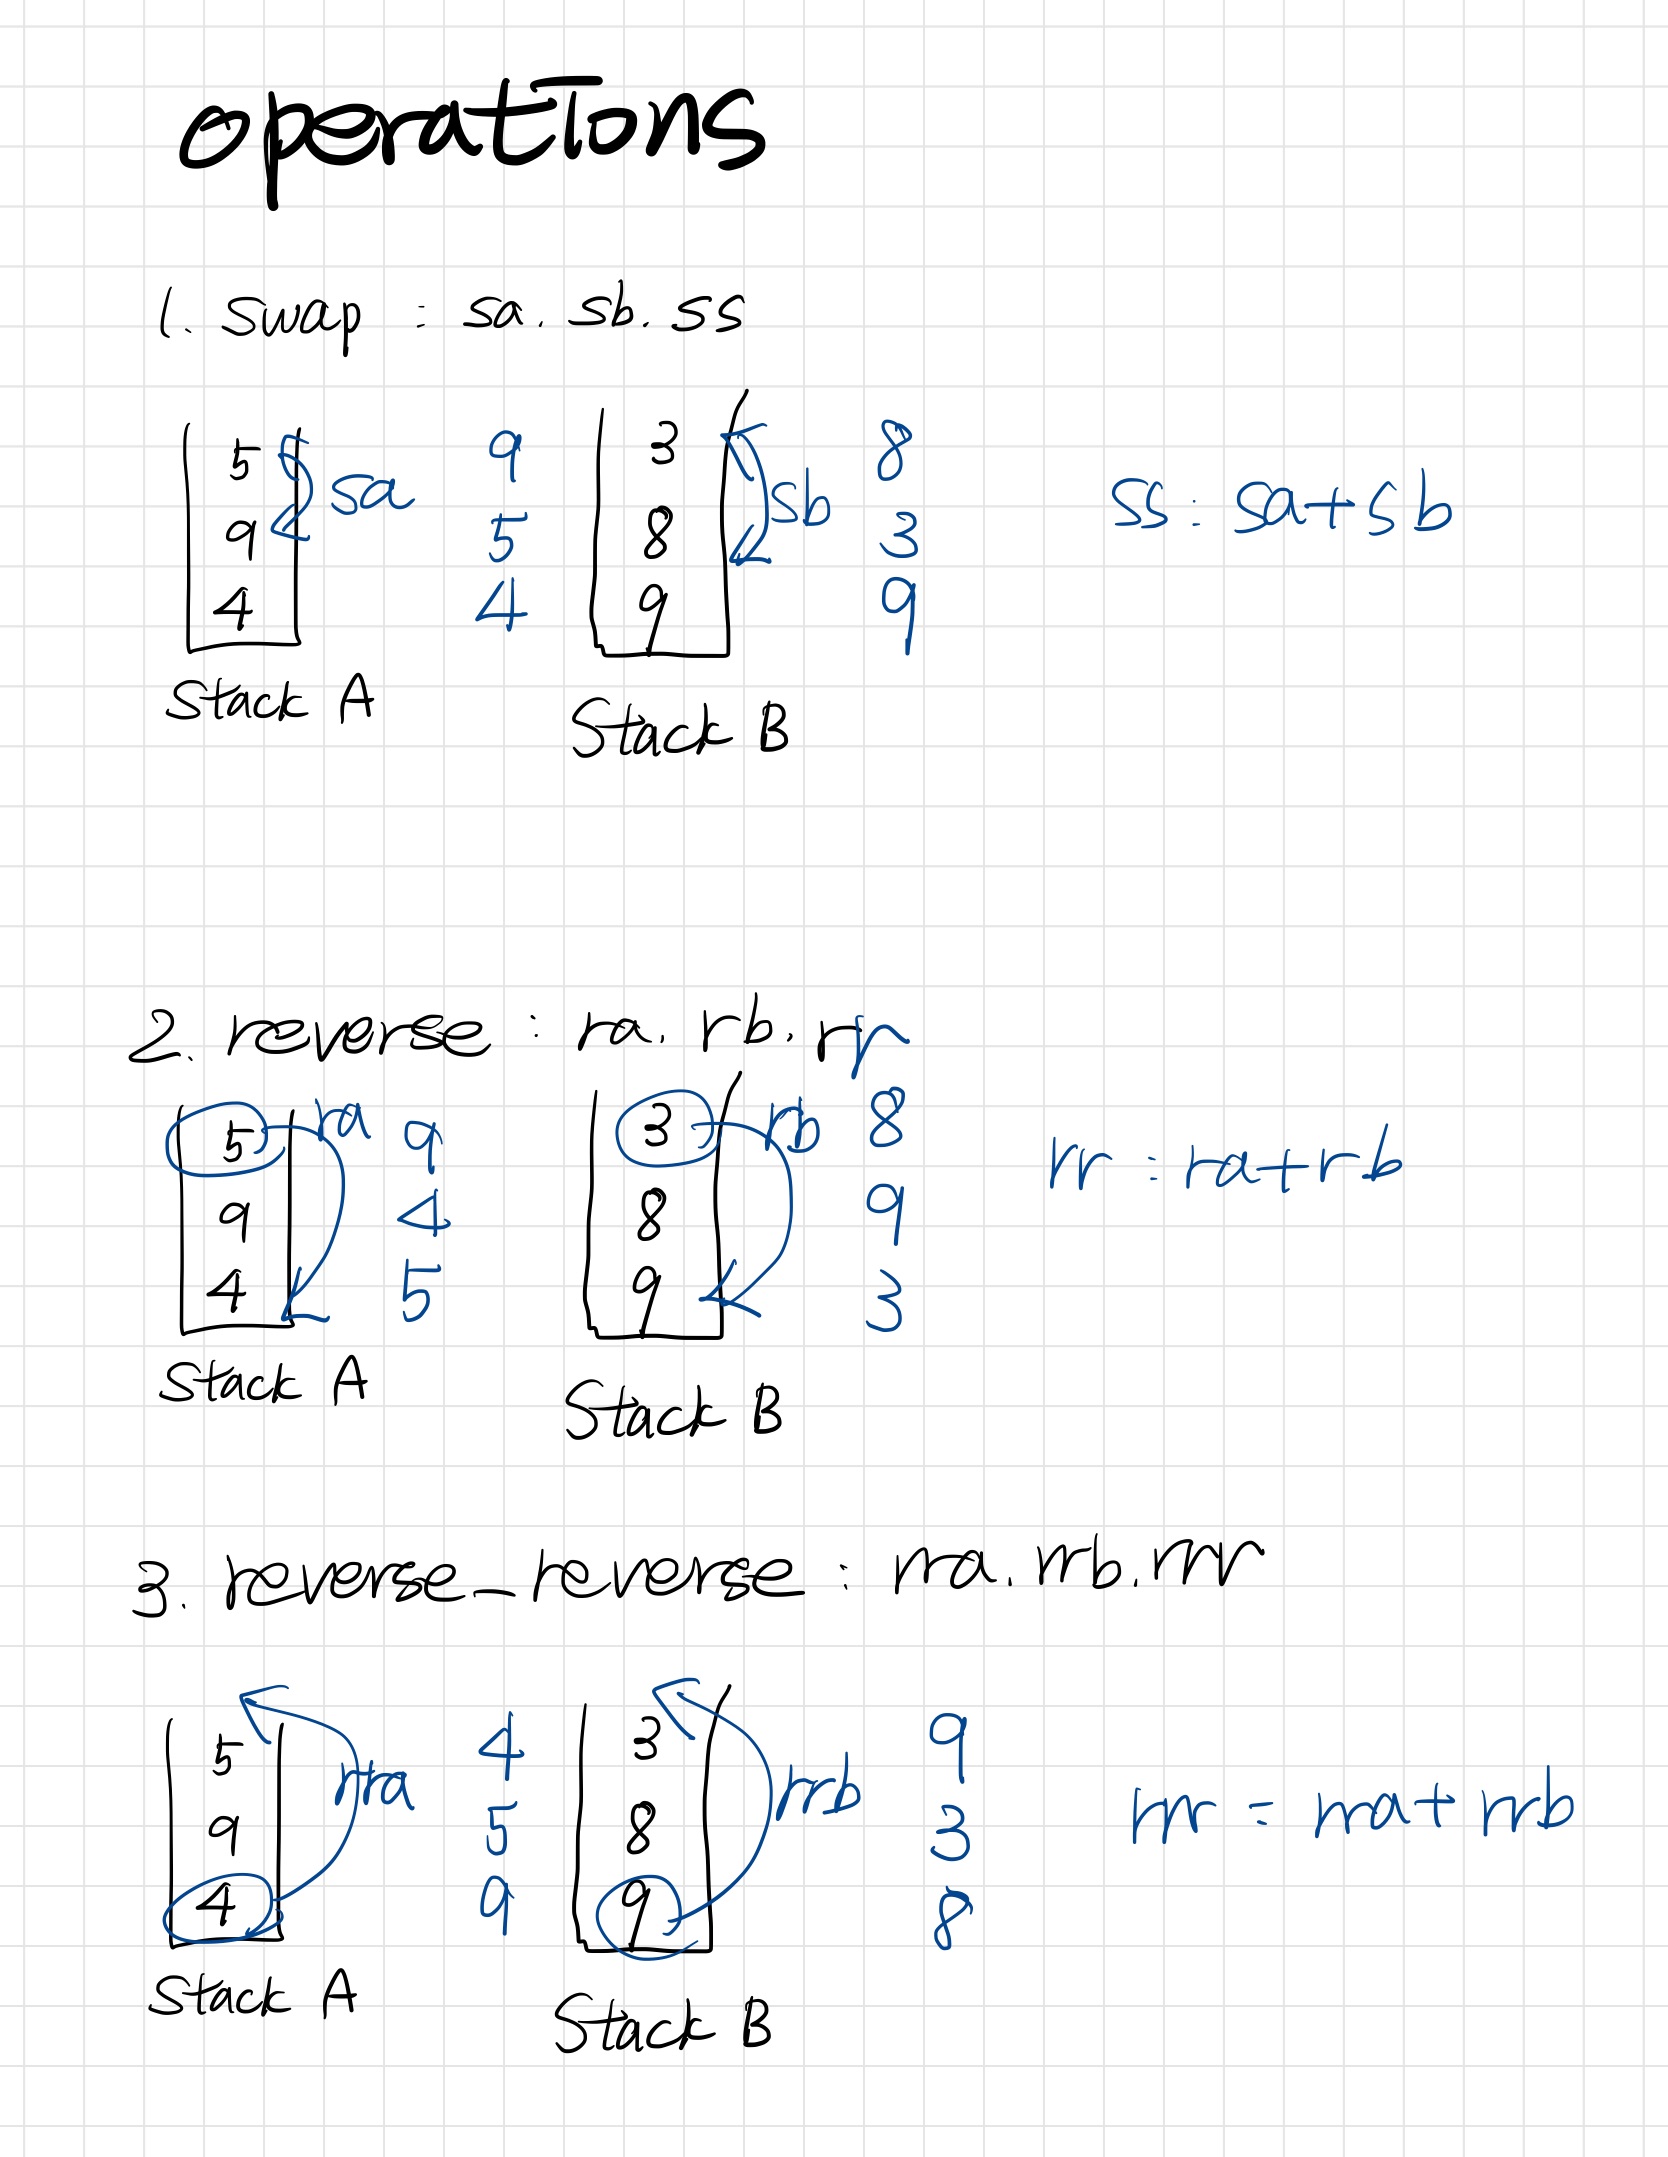 operations
1. swap : sa. sb. ss
5 sa 9 3 sb 8
9 5 8 3 ss : sa+sb
4 4 9 9
Stack A Stack B
2. reverse : ra. rb. rr
5 ra 9 3 rb 8
9 4 8 9 rr : ra+rb
4 5 9 3
Stack A Stack B
3. reverse_reverse : rra. rrb. rrr
5 4 3 9
9 rra 5 8 rrb 3 rrr = rra + rrb
4 9 9 8
Stack A Stack B